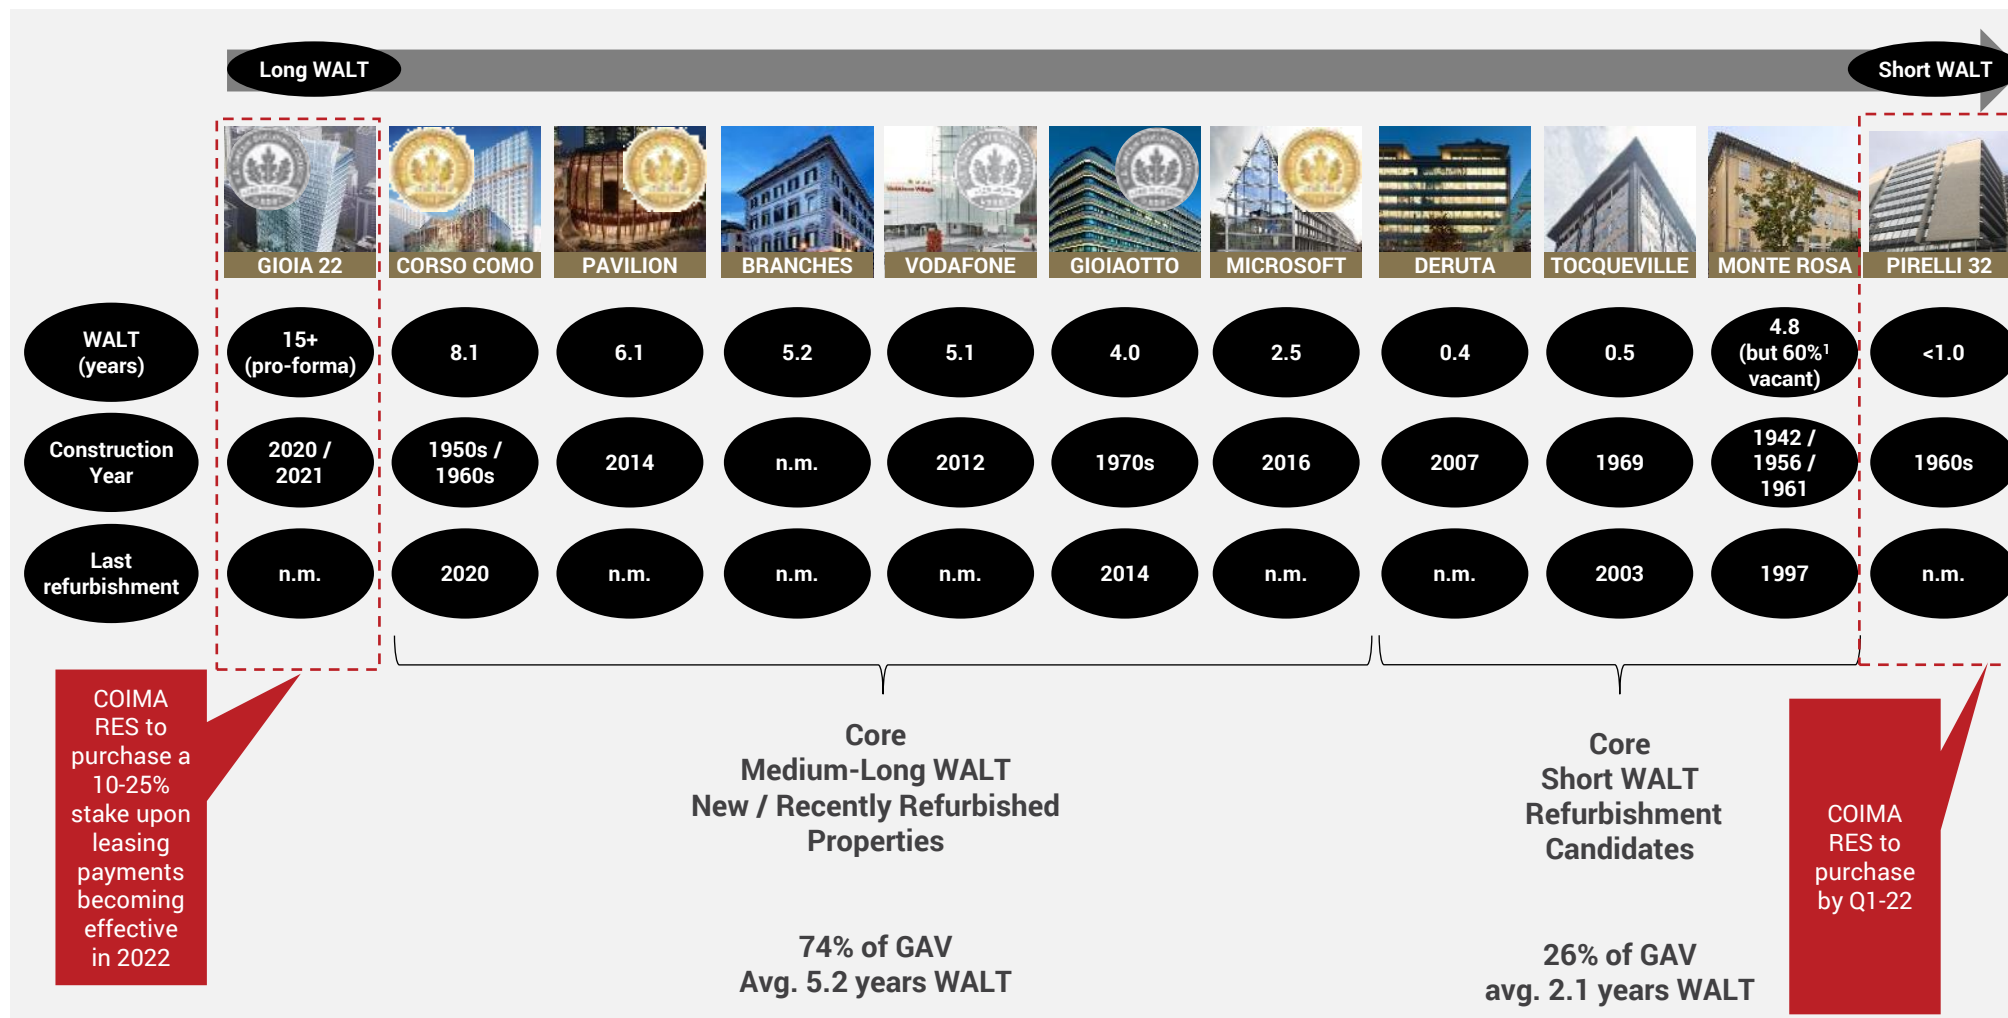 Long WALT
Short WALT
GIOIA 22
CORSO COMO
PAVILION
BRANCHES
VODAFONE
GIOIAOTTO
MICROSOFT
DERUTA
TOCQUEVILLE
MONTE ROSA
PIRELLI 32
WALT
(years)
15+
(pro-forma)
8.1
6.1
5.2
5.1
4.0
2.5
0.4
0.5
4.8
(but 60%¹
vacant)
<1.0
Construction
Year
2020 /
2021
1950s /
1960s
2014
n.m.
2012
1970s
2016
2007
1969
1942 /
1956 /
1961
1960s
Last
refurbishment
n.m.
2020
n.m.
n.m.
n.m.
2014
n.m.
n.m.
2003
1997
n.m.
COIMA
RES to
purchase a
10-25%
stake upon
leasing
payments
becoming
effective
in 2022
Core
Medium-Long WALT
New / Recently Refurbished
Properties
74% of GAV
Avg. 5.2 years WALT
Core
Short WALT
Refurbishment
Candidates
26% of GAV
avg. 2.1 years WALT
COIMA
RES to
purchase
by Q1-22